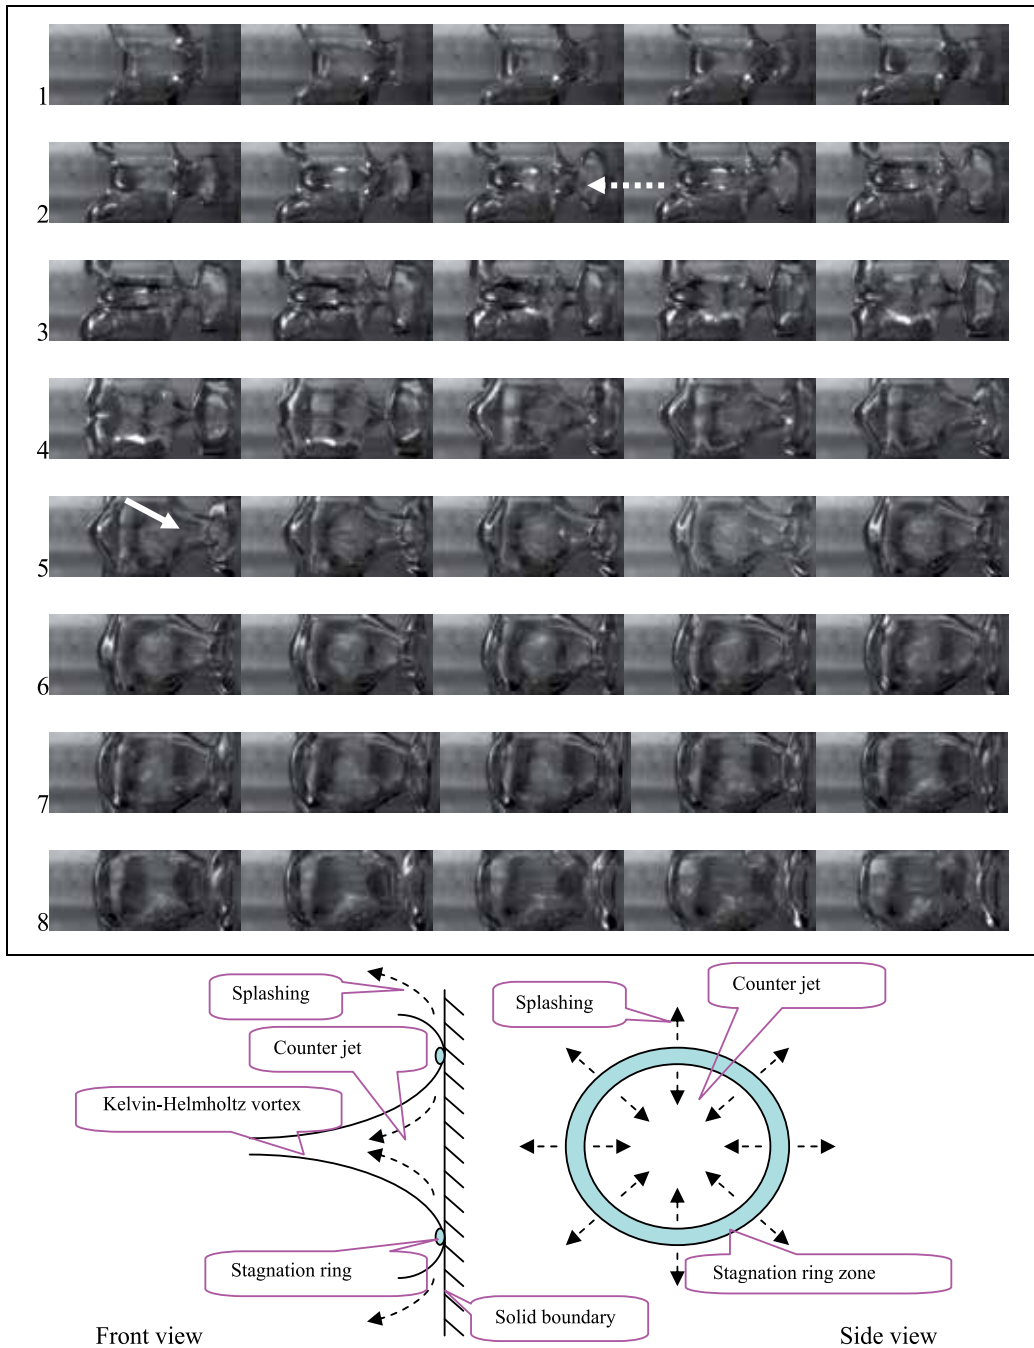 1
2
3
4
5
6
7
8
Splashing
Counter jet
Kelvin-Helmholtz vortex
Stagnation ring
Solid boundary
Front view
Splashing
Counter jet
Stagnation ring zone
Side view